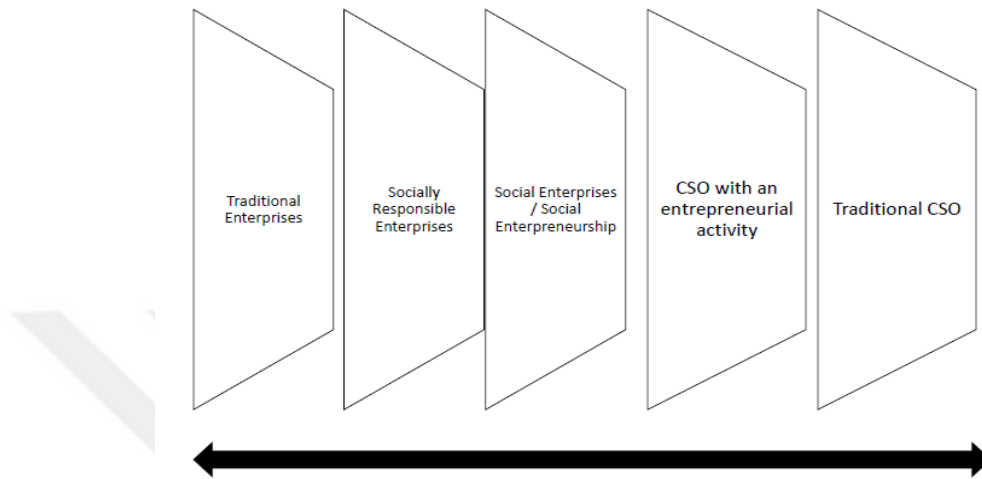 Traditional
Enterprises
Socially
Responsible
Enterprises
Social Enterprises
/ Social
Enterpreneurship
CSO with an
entrepreneurial
activity
Traditional CSO